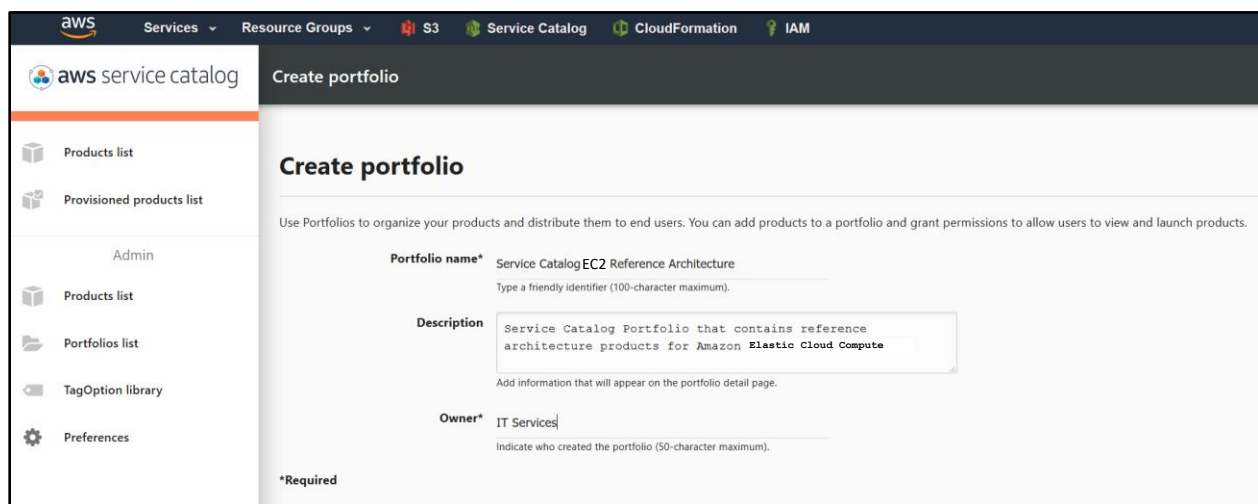 aws Services Resource Groups S3 Service Catalog CloudFormation IAM
aws service catalog
Create portfolio
Products list
Provisioned products list
Admin
Products list
Portfolios list
TagOption library
Preferences
Create portfolio
Use Portfolios to organize your products and distribute them to end users. You can add products to a portfolio and grant permissions to allow users to view and launch products.
Portfolio name* Service Catalog EC2 Reference Architecture
Type a friendly identifier (100-character maximum).
Description Service Catalog Portfolio that contains reference
architecture products for Amazon Elastic Cloud Compute
Add information that will appear on the portfolio detail page.
Owner* IT Services
Indicate who created the portfolio (50-character maximum).
*Required